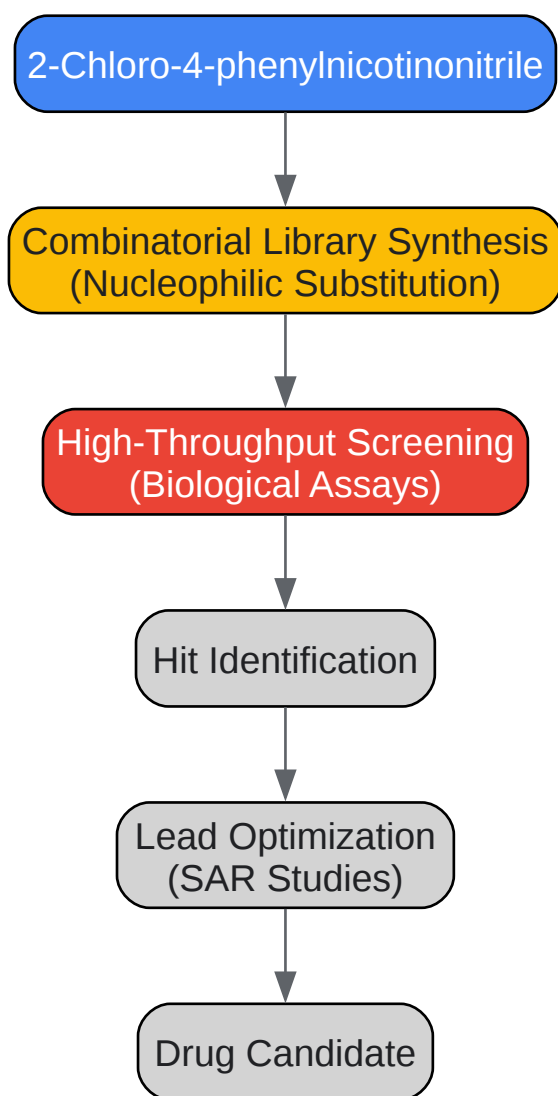 2-Chloro-4-phenylnicotinonitrile
Combinatorial Library Synthesis
(Nucleophilic Substitution)
High-Throughput Screening
(Biological Assays)
Hit Identification
Lead Optimization
(SAR Studies)
Drug Candidate